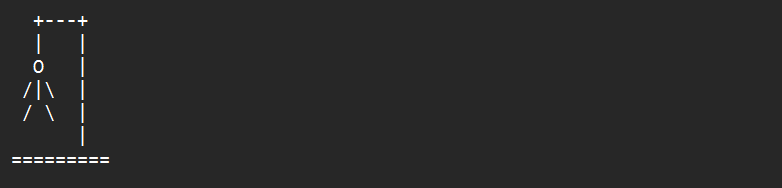 +---+
  |   |
  O   |
 /|\  |
 / \  |
      |
=========